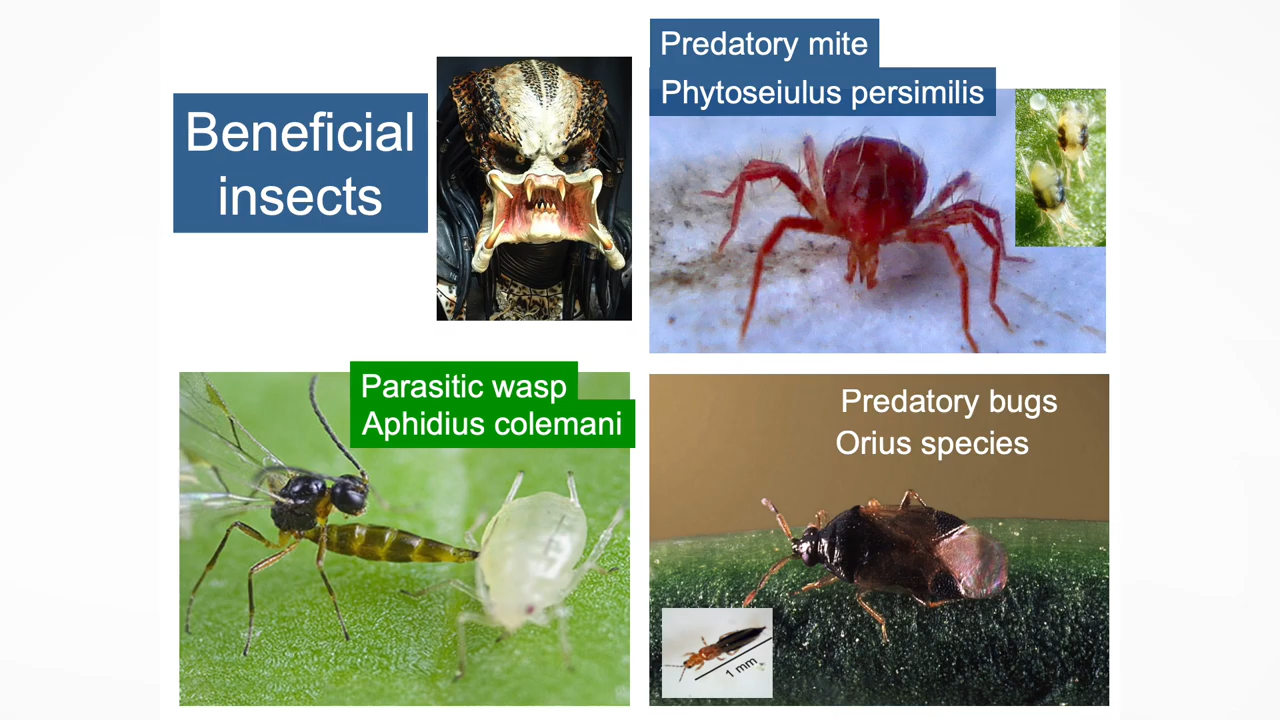 Beneficial
insects
Predatory mite
Phytoseiulus persimilis
Parasitic wasp
Aphidius colemani
Predatory bugs
Orius species
1 mm